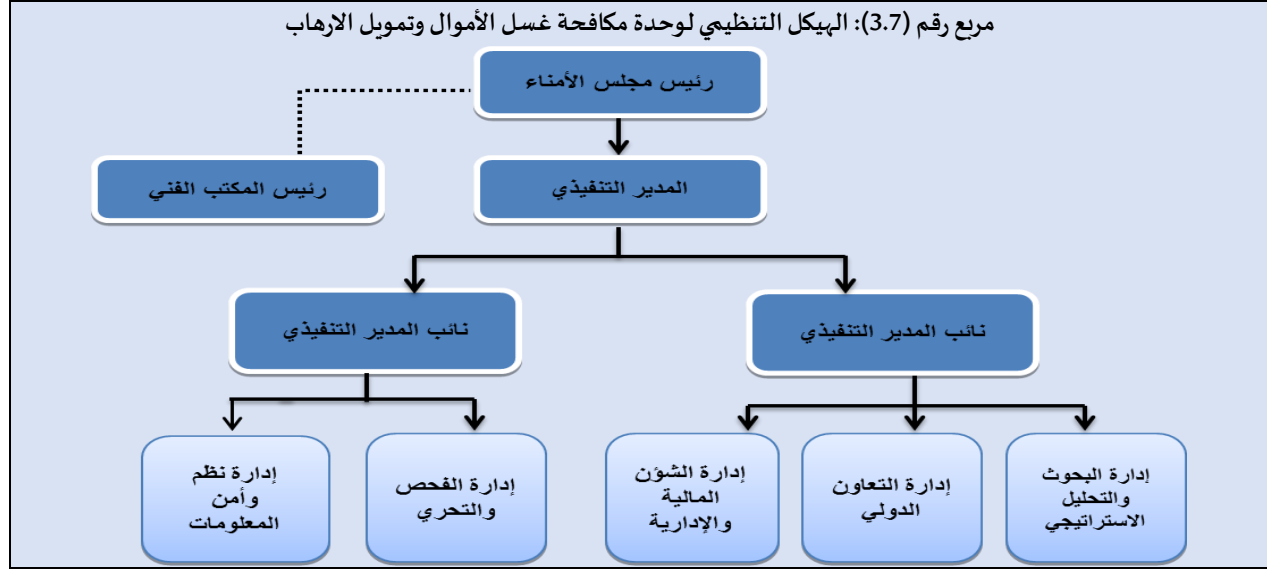 مربع رقم (3.7): الهيكل التنظيمي لوحدة مكافحة غسل الأموال وتمويل الارهاب
رئيس مجلس الأمناء
المدير التنفيذي
رئيس المكتب الفني
نائب المدير التنفيذي
نائب المدير التنفيذي
إدارة البحوث
والتحليل
الاستراتيجي
إدارة التعاون
الدولي
إدارة الشؤن
المالية
والإدارية
إدارة الفحص
والتحري
إدارة نظم
وأمن
المعلومات